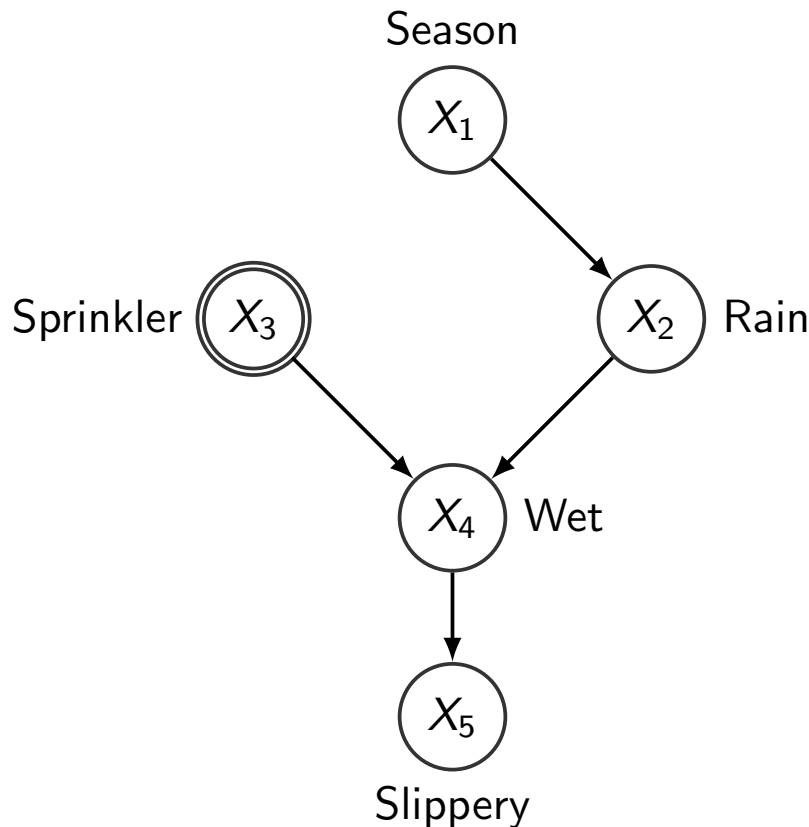 Season
X₁
Sprinkler X₃ X₂ Rain
X₄ Wet
X₅
Slippery